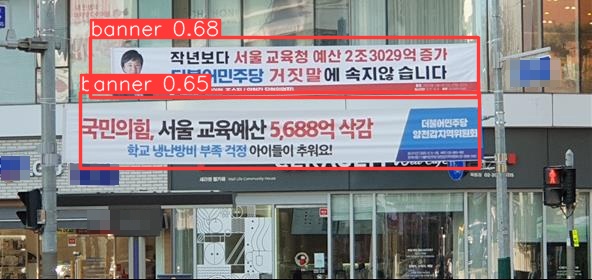 banner 0.68
작년보다 서울 교육청 예산 2조3029억 증가
더불어민주당 거짓말에 속지않습니다
banner 0.65
국민의힘, 서울 교육예산 5,688억 삭감
학교 냉난방비 부족 걱정 아이들이 추워요!
더불어민주당
양천갑지역위원회